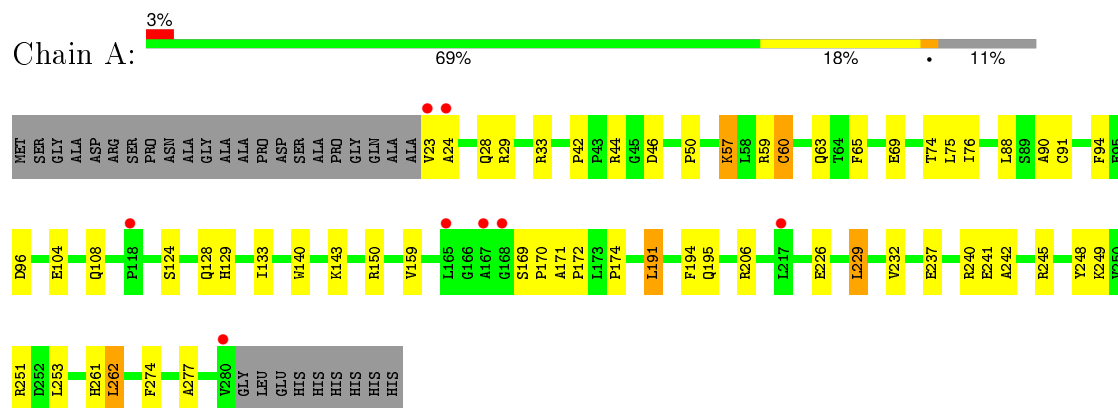 3%
Chain A:
69% 18% • 11%
MET SER GLY ALA ASP ARG SER PRO ASN ALA GLY ALA ALA PRO ASP SER ALA PRO GLY GLN ALA ALA V23 A24 Q28 R29 R33 P42 P43 R44 G45 D46 P50 K57 L58 R59 C60 Q63 T64 F65 E69 T74 L75 I76 L88 S89 A90 C91 F94 E95
D96 E104 Q108 P118 S124 Q128 H129 I133 W140 K143 R150 V159 L165 G166 A167 G168 S169 P170 A171 P172 L173 P174 L191 F194 Q195 R206 L217 E226 L229 V232 E237 R240 E241 A242 R245 Y248 K249 V250
R251 D252 L253 H261 L262 F274 A277 V280 GLY LEU GLU HIS HIS HIS HIS HIS HIS